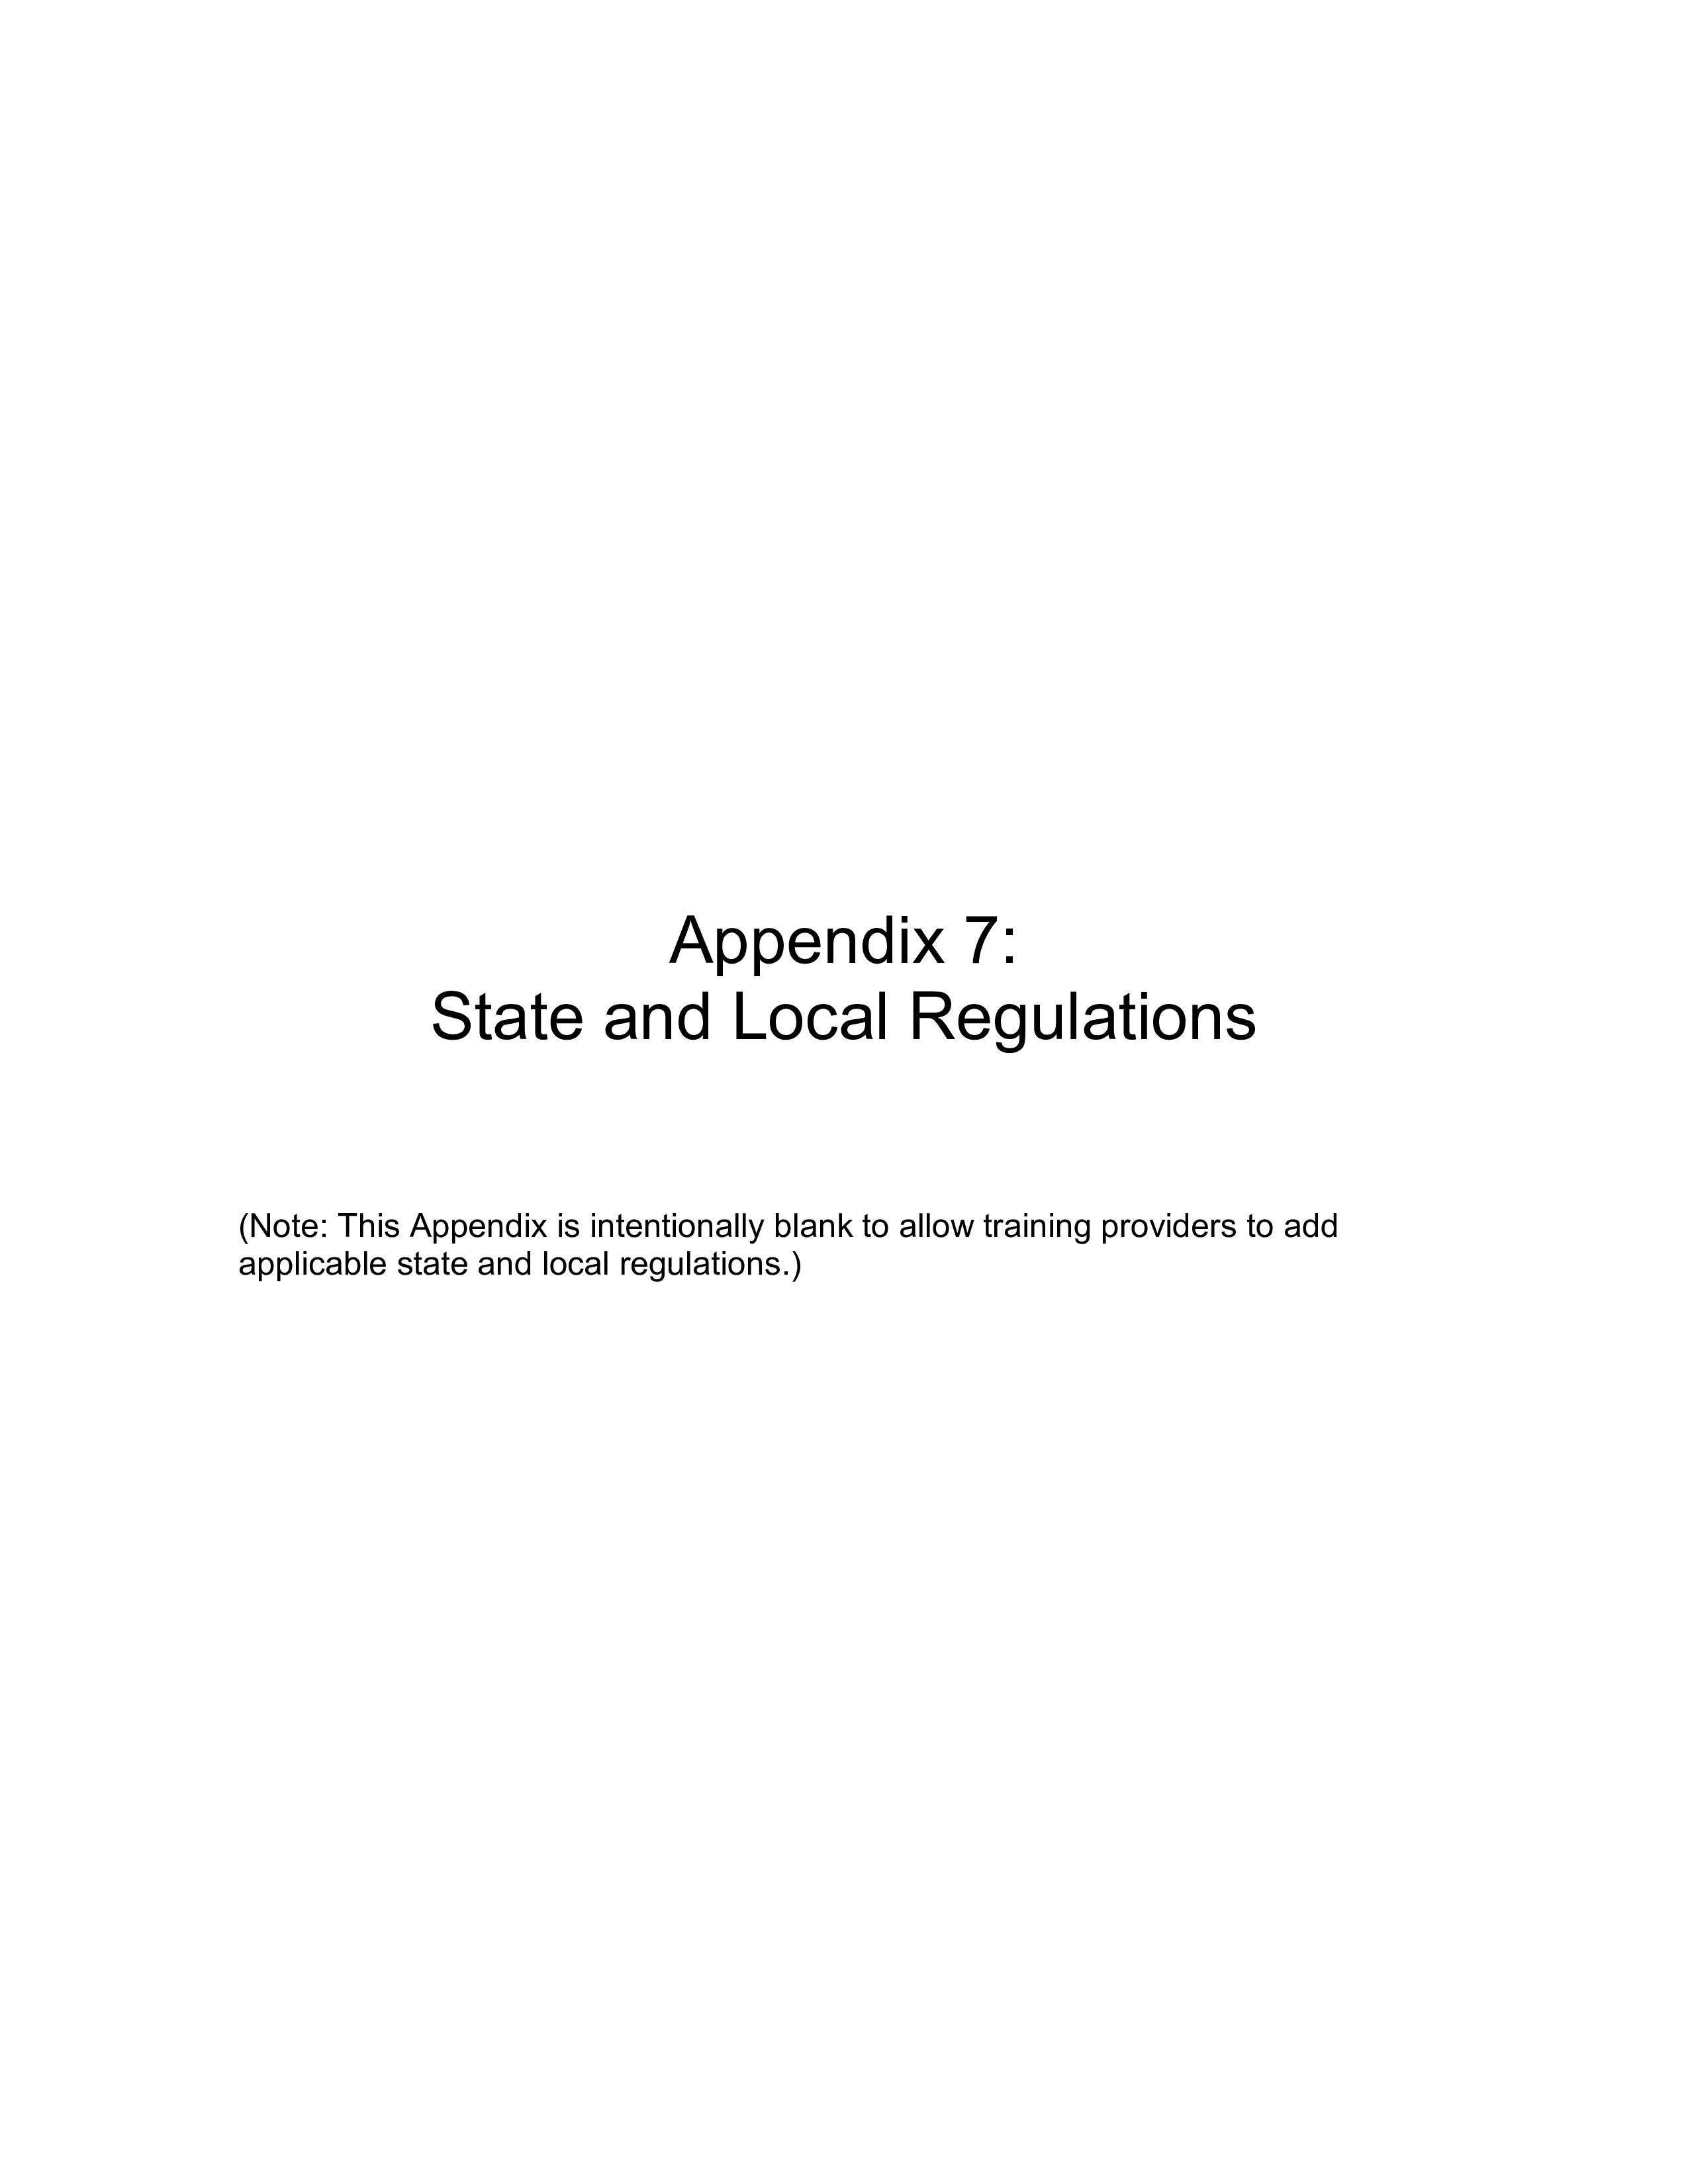 Appendix 7:
State and Local Regulations
(Note: This Appendix is intentionally blank to allow training providers to add
applicable state and local regulations.)